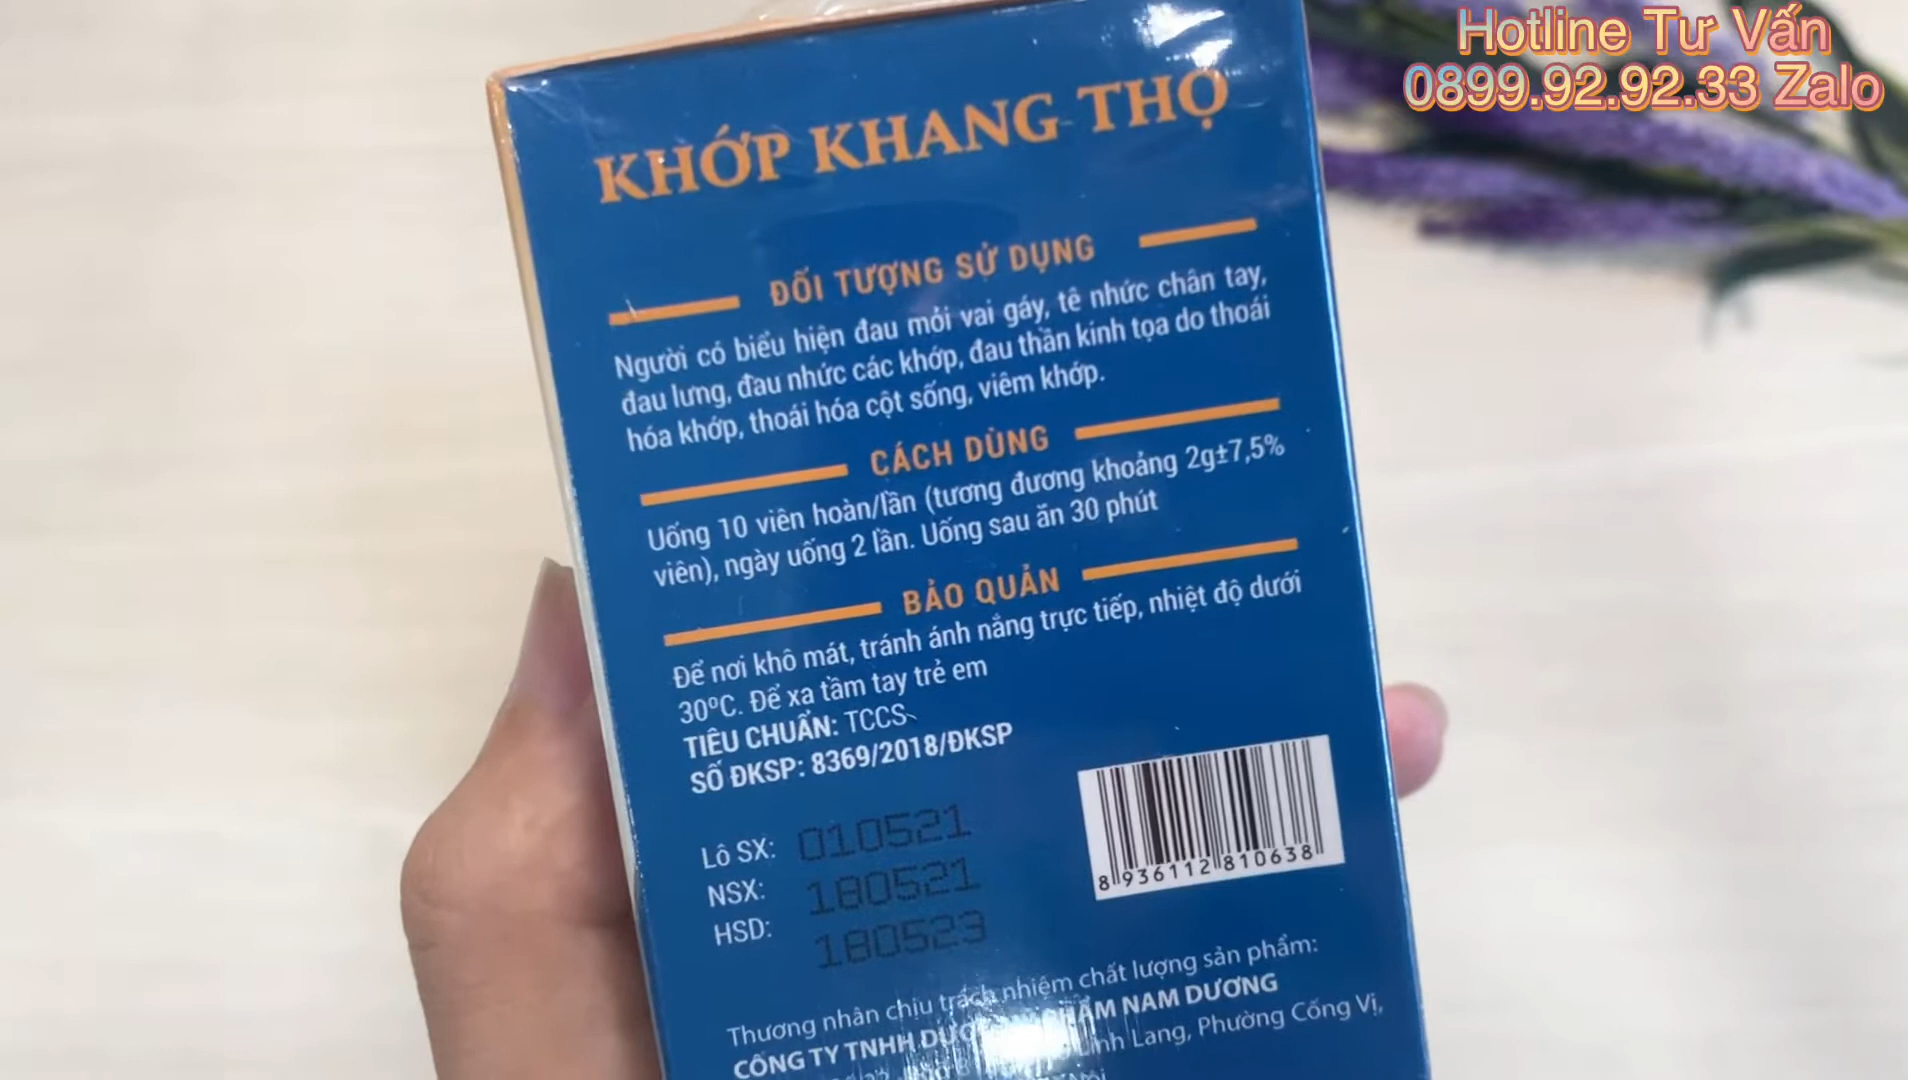 Hotline Tư Vấn
0899.92.92.33 Zalo
KHỚP KHANG THỌ
ĐỐI TƯỢNG SỬ DỤNG
Người có biểu hiện đau mỏi vai gáy, tê nhức chân tay,
đau lưng, đau nhức các khớp, đau thần kinh tọa do thoái
hóa khớp, thoái hóa cột sống, viêm khớp.
CÁCH DÙNG
Uống 10 viên hoàn/lần (tương đương khoảng 2g±7,5%
viên), ngày uống 2 lần. Uống sau ăn 30 phút
BẢO QUẢN
Để nơi khô mát, tránh ánh nắng trực tiếp, nhiệt độ dưới
30ºC. Để xa tầm tay trẻ em
TIÊU CHUẨN: TCCS
SỐ ĐKSP: 8369/2018/ĐKSP
Lô SX: 010521
NSX: 180521
HSD: 180523
8 936112 810638
Thương nhân chịu trách nhiệm chất lượng sản phẩm:
CÔNG TY TNHH DƯỢC PHẨM NAM DƯƠNG
Linh Lang, Phường Cống Vị,